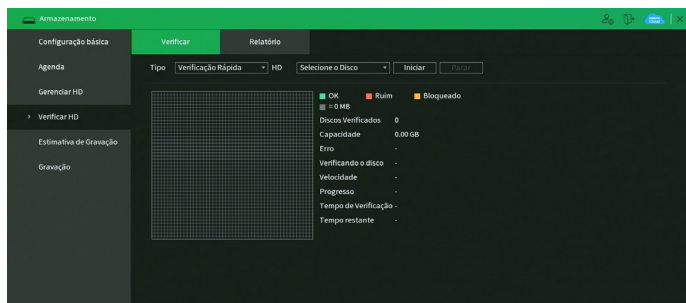 Armazenamento
Configuração básica
Agenda
Gerenciar HD
> Verificar HD
Estimativa de Gravação
Gravação
Verificar Relatório
Tipo Verificação Rápida HD Selecione o Disco Iniciar Parar
OK Ruim Bloqueado
= 0 MB
Discos Verificados 0
Capacidade 0.00 GB
Erro -
Verificando o disco -
Velocidade -
Progresso -
Tempo de Verificação -
Tempo restante -